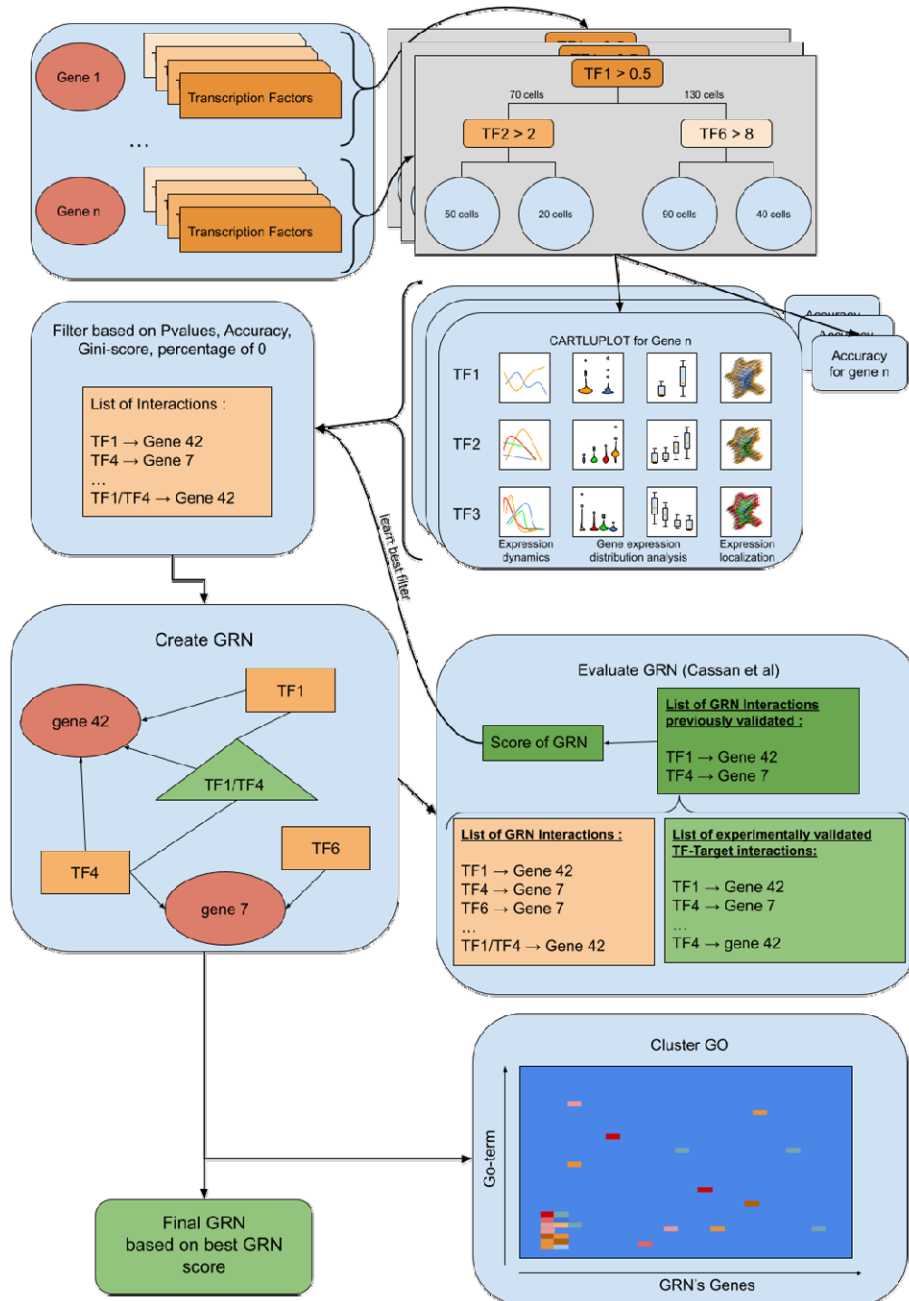 Gene 1
Transcription Factors
...
Gene n
Transcription Factors
TF1 > 0.5
70 cells
130 cells
TF2 > 2
TF6 > 8
50 cells
20 cells
90 cells
40 cells
Filter based on Pvalues, Accuracy,
Gini-score, percentage of 0
List of Interactions :
TF1 → Gene 42
TF4 → Gene 7
...
TF1/TF4 → Gene 42
CARTLUPLOT for Gene n
TF1
TF2
TF3
Expression
dynamics
Gene expression
distribution analysis
Expression
localization
Accuracy
for gene n
learn best filter
Create GRN
TF1
gene 42
TF1/TF4
TF6
TF4
gene 7
Evaluate GRN (Cassan et al)
Score of GRN
List of GRN Interactions
previously validated :
TF1 → Gene 42
TF4 → Gene 7
List of GRN Interactions :
TF1 → Gene 42
TF4 → Gene 7
TF6 → Gene 7
...
TF1/TF4 → Gene 42
List of experimentally validated
TF-Target interactions:
TF1 → Gene 42
TF4 → Gene 7
...
TF4 → gene 42
Cluster GO
Go-term
GRN's Genes
Final GRN
based on best GRN
score